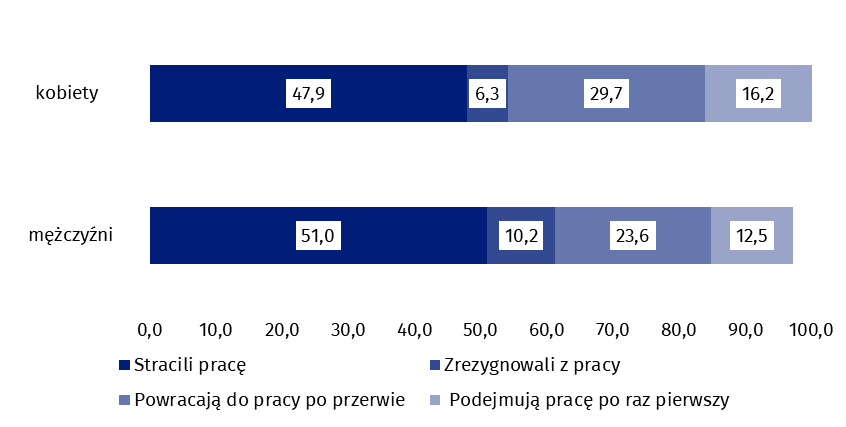 kobiety 47,9 6,3 29,7 16,2
mężczyźni 51,0 10,2 23,6 12,5
0,0 10,0 20,0 30,0 40,0 50,0 60,0 70,0 80,0 90,0 100,0
Stracili pracę Zrezygnowali z pracy
Powracają do pracy po przerwie Podejmują pracę po raz pierwszy